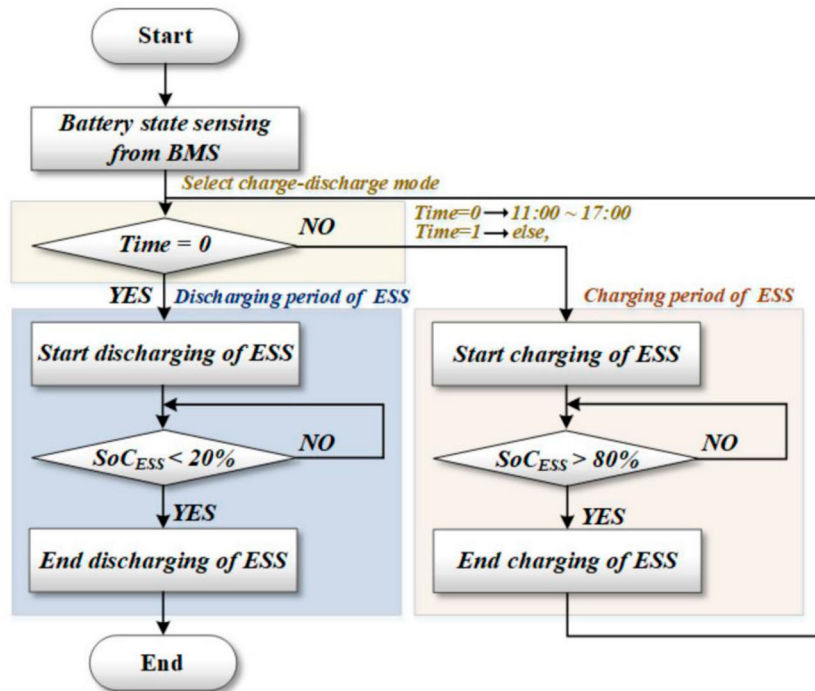 Start
Battery state sensing
from BMS
Select charge-discharge mode
Time = 0
NO
Time=0→11:00 ~ 17:00
Time=1→else,
YES
Discharging period of ESS
Charging period of ESS
Start discharging of ESS
Start charging of ESS
SoC_ESS < 20%
NO
SoC_ESS > 80%
NO
YES
YES
End discharging of ESS
End charging of ESS
End